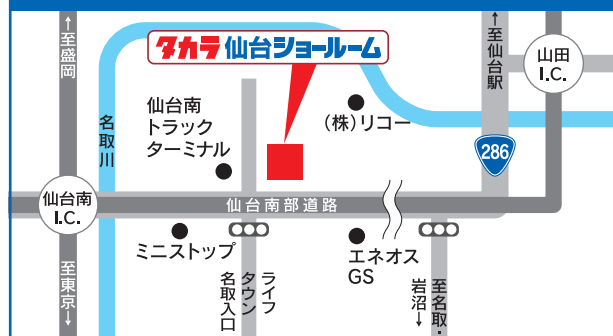 ↑至盛岡
タカラ仙台ショールーム
↑至仙台駅
山田
I.C.
仙台南
トラック
ターミナル
(株)リコー
名取川
286
仙台南
I.C.
仙台南部道路
ミニストップ
エネオス
GS
至東京↓
ライフ
タウン
名取入口
至名取・
岩沼↓